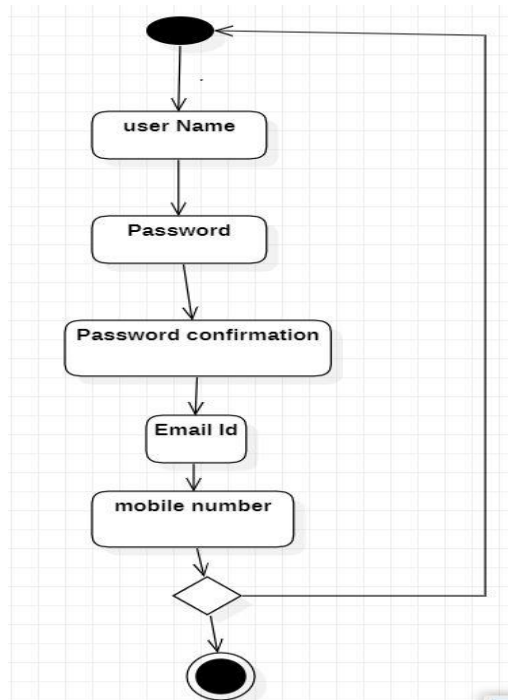 user Name
Password
Password confirmation
Email Id
mobile number